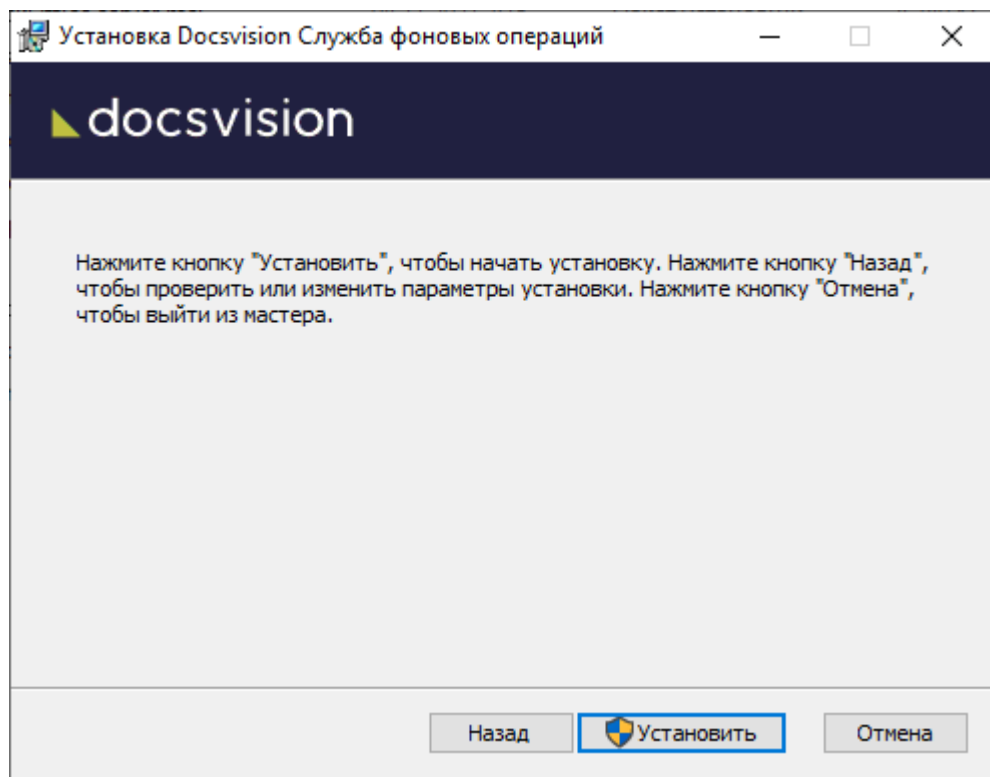 Установка Docsvision Служба фоновых операций
docsvision
Нажмите кнопку "Установить", чтобы начать установку. Нажмите кнопку "Назад",
чтобы проверить или изменить параметры установки. Нажмите кнопку "Отмена",
чтобы выйти из мастера.
Назад
Установить
Отмена